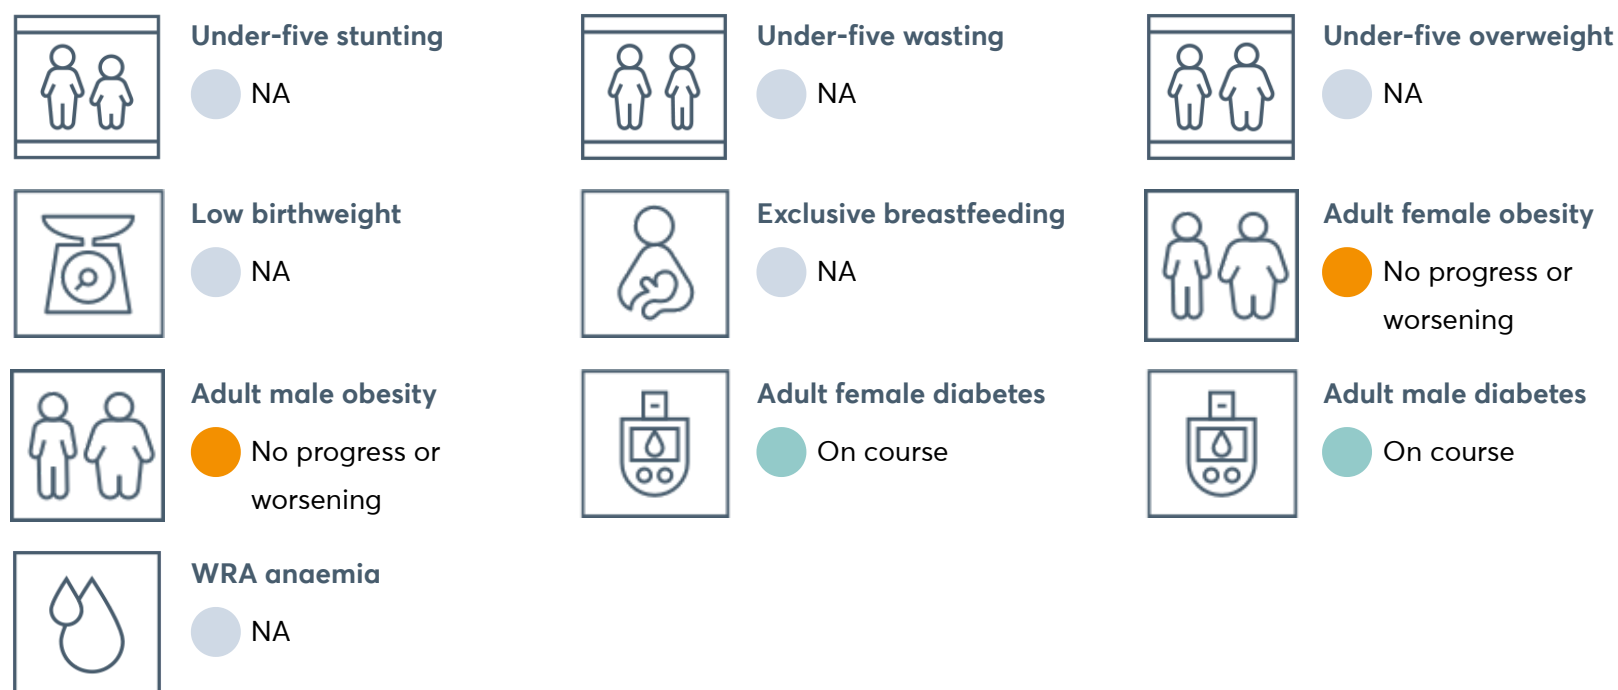 Under-five stunting
NA
Under-five wasting
NA
Under-five overweight
NA
Low birthweight
NA
Exclusive breastfeeding
NA
Adult female obesity
No progress or
worsening
Adult male obesity
No progress or
worsening
Adult female diabetes
On course
Adult male diabetes
On course
WRA anaemia
NA